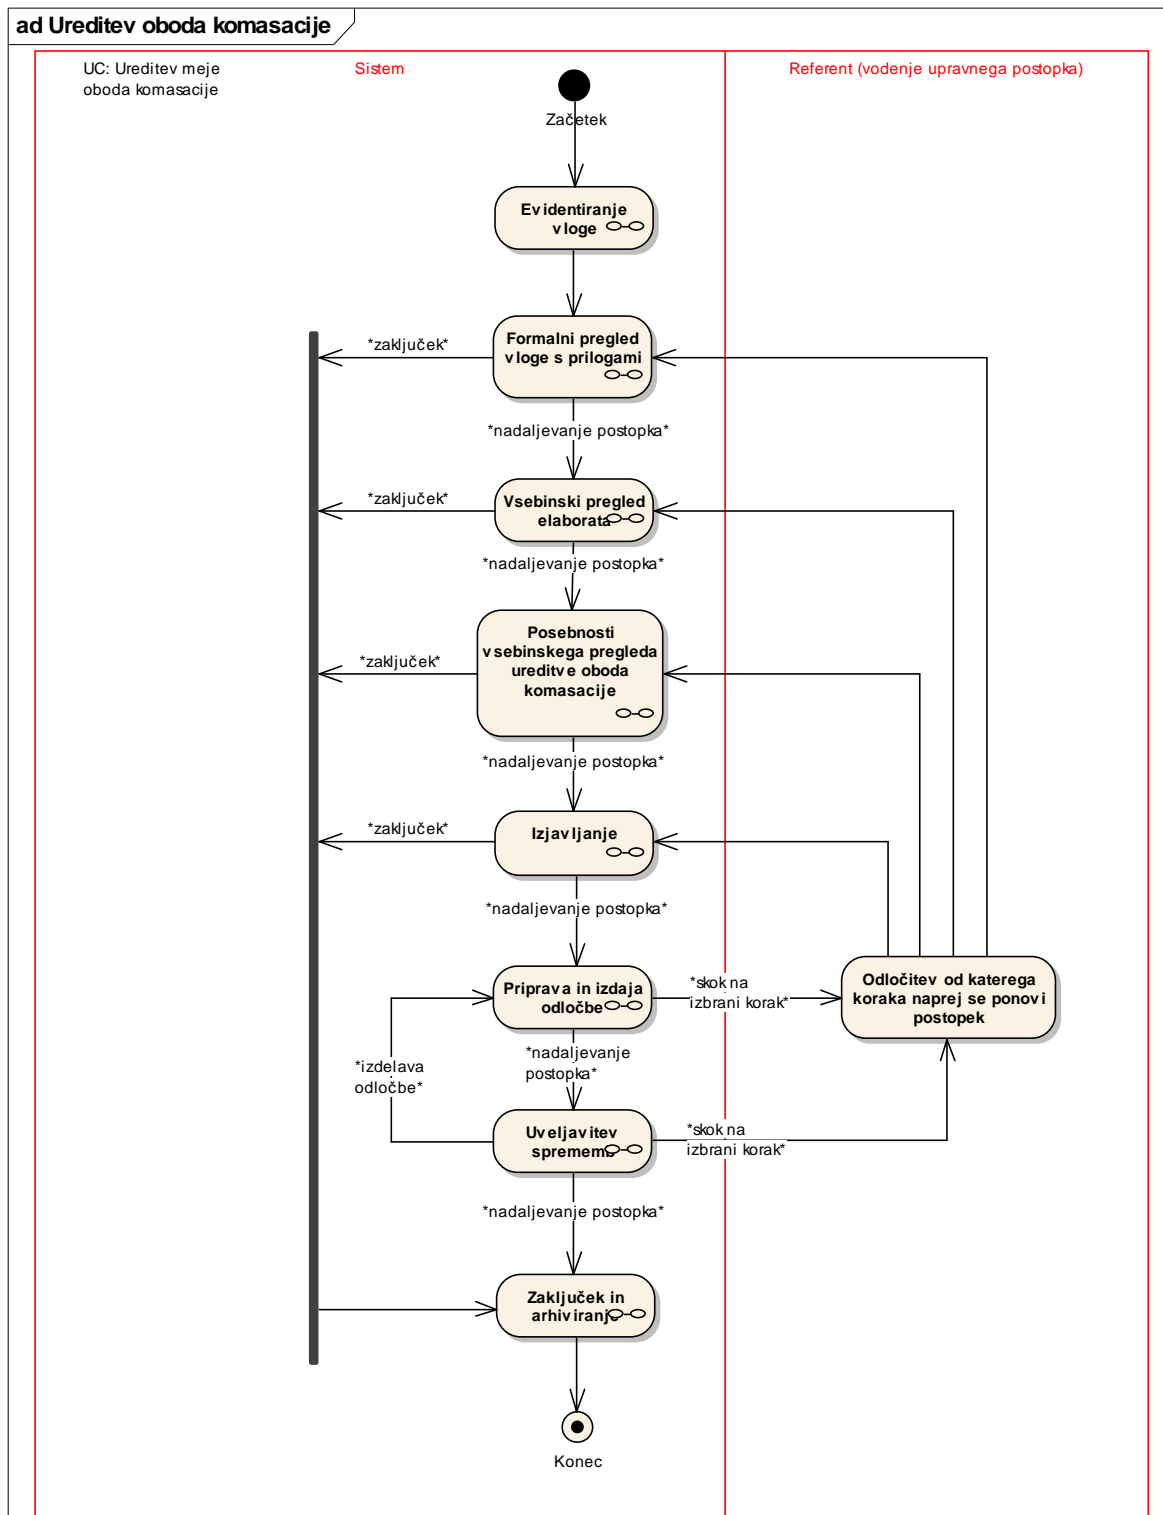 ad Ureditev oboda komasacije
UC: Ureditev meje
oboda komasacije
Sistem
Referent (vodenje upravnega postopka)
Začetek
Evidentiranje
vloge
Formalni pregled
vloge s prilogami
*zaključek*
*nadaljevanje postopka*
Vsebinski pregled
elaborata
*zaključek*
*nadaljevanje postopka*
Posebnosti
vsebinskega pregleda
ureditve oboda
komasacije
*zaključek*
*nadaljevanje postopka*
Izjavljanje
*zaključek*
*nadaljevanje postopka*
Priprava in izdaja
odločbe
*skok na
izbrani korak*
Odločitev od katerega
koraka naprej se ponovi
postopek
*nadaljevanje
postopka*
*izdelava
odločbe*
Uveljavitev
sprememb
*skok na
izbrani korak*
*nadaljevanje postopka*
Zaključek in
arhiviranje
Konec